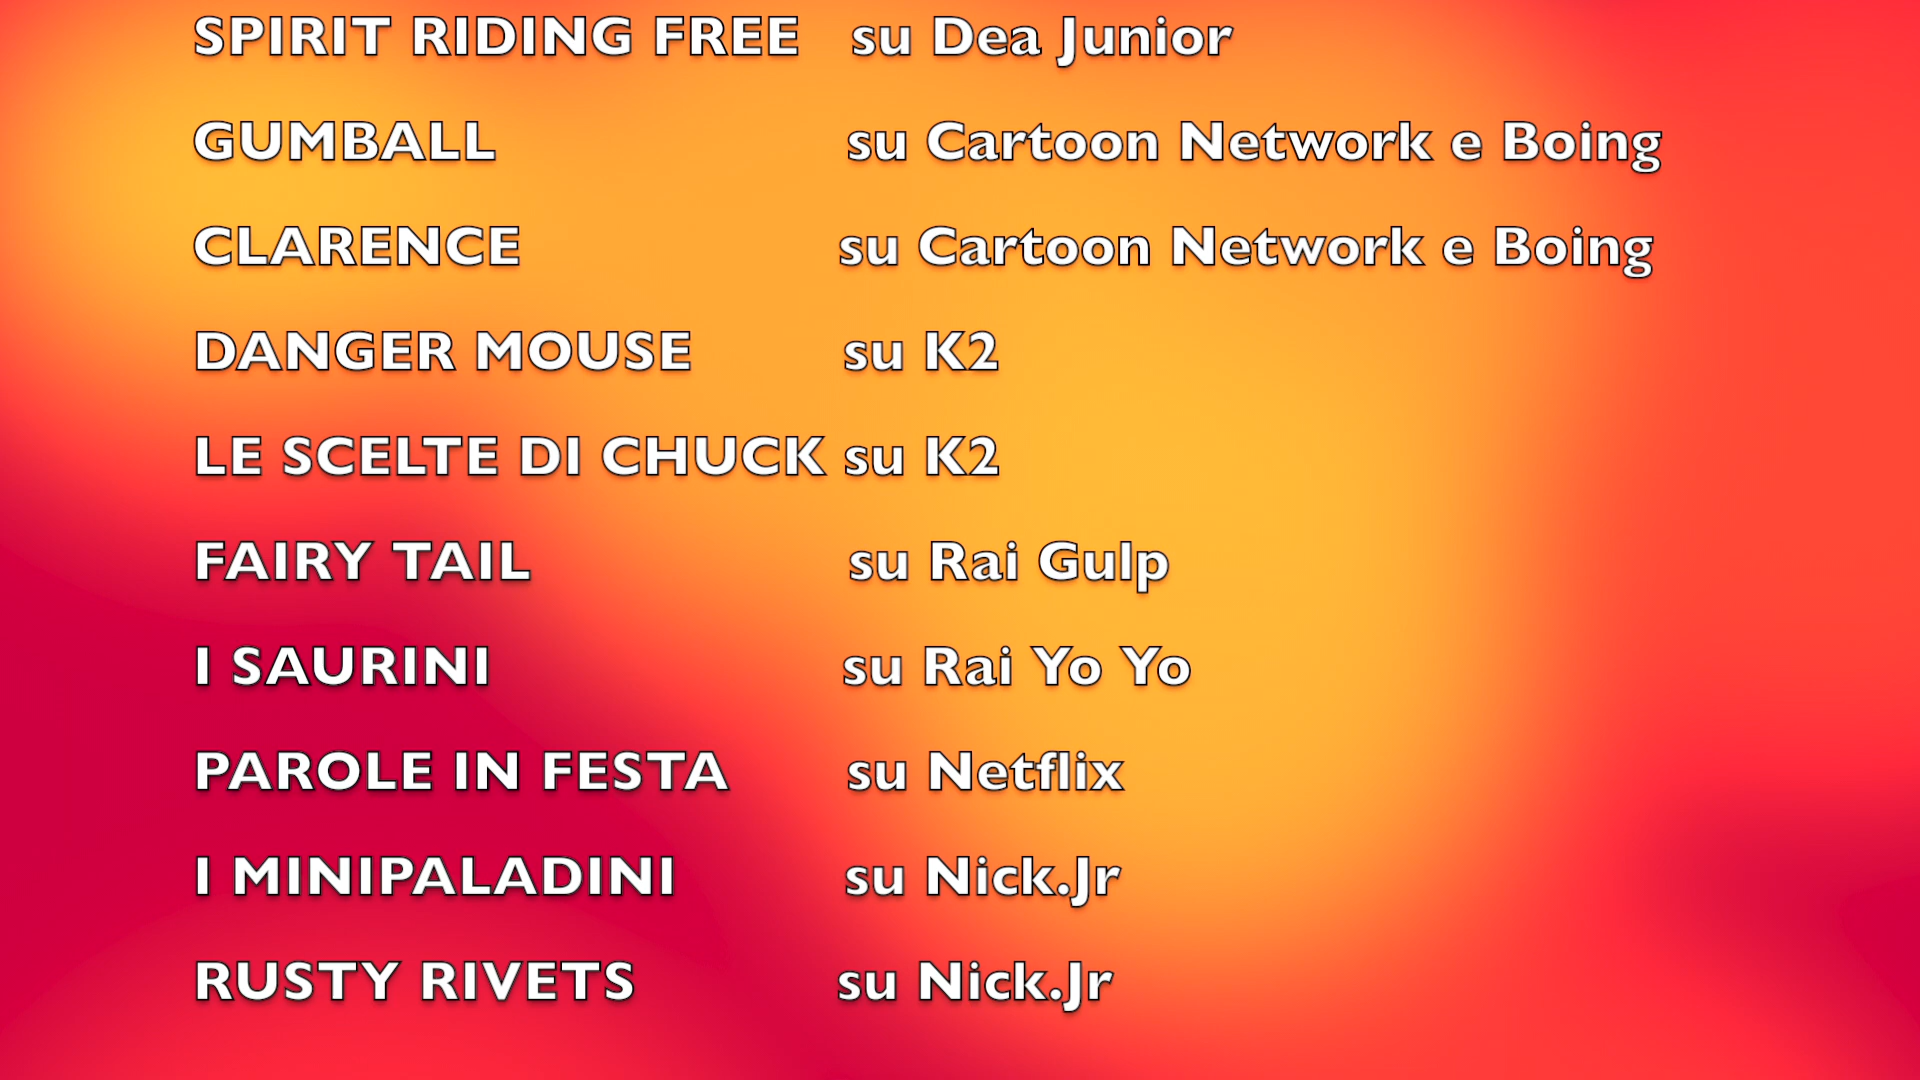 SPIRIT RIDING FREE su Dea Junior
GUMBALL su Cartoon Network e Boing
CLARENCE su Cartoon Network e Boing
DANGER MOUSE su K2
LE SCELTE DI CHUCK su K2
FAIRY TAIL su Rai Gulp
I SAURINI su Rai Yo Yo
PAROLE IN FESTA su Netflix
I MINIPALADINI su Nick.Jr
RUSTY RIVETS su Nick.Jr